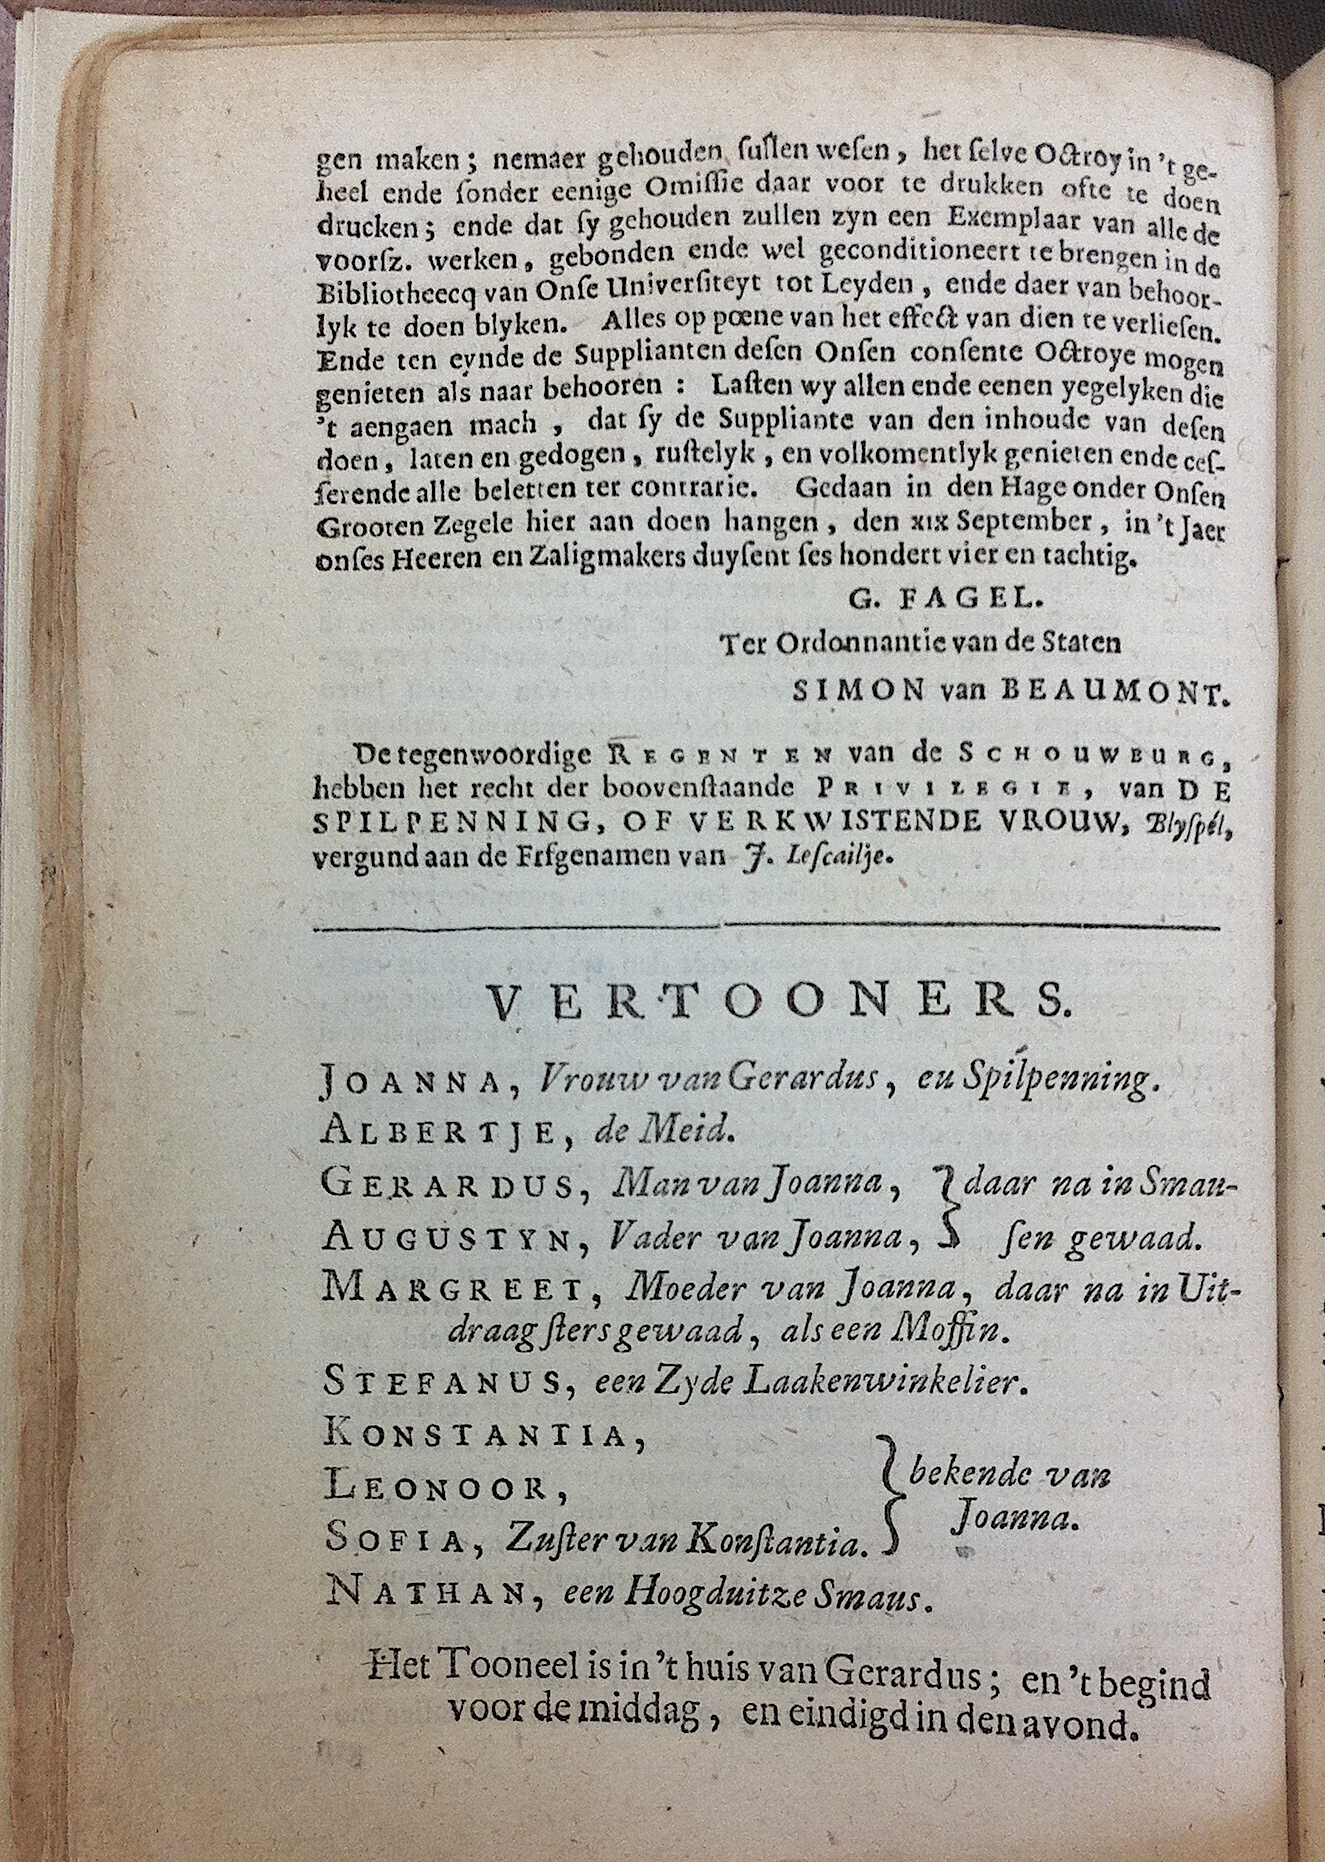 gen maken; nemaer gehouden ſullen weſen, het ſelve Octroy in 't ge-
heel ende ſonder eenige Omiſſie daar voor te drukken ofte te doen
drucken; ende dat ſy gehouden zullen zyn een Exemplaar van alle de
voorſz. werken, gebonden ende wel geconditioneert te brengen in de
Bibliotheecq van Onſe Univerſiteyt tot Leyden, ende daer van behoor-
lyk te doen blyken. Alles op pœne van het effect van dien te verlieſen.
Ende ten eynde de Supplianten deſen Onſen conſente Octroye mogen
genieten als naar behooren: Laſten wy allen ende eenen yegelyken die
't aengaen mach, dat ſy de Suppliante van den inhoude van deſen
doen, laten en gedogen, ruſtelyk, en volkomentlyk genieten ende ceſ-
ſerende alle beletten ter contrarie. Gedaan in den Hage onder Onſen
Grooten Zegele hier aan doen hangen, den XIX September, in 't Jaer
onſes Heeren en Zaligmakers duyſent ſes hondert vier en tachtig.
G. FAGEL.
Ter Ordonnantie van de Staten
SIMON van BEAUMONT.
De tegenwoordige REGENTEN van de SCHOUWBURG,
hebben het recht der boovenſtaande PRIVILEGIE, van DE
SPILPENNING, OF VERKWISTENDE VROUW, Blyſpél,
vergund aan de Erfgenamen van J. Leſcailje.
VERTOONERS.
JOANNA, Vrouw van Gerardus, eu Spilpenning.
ALBERTJE, de Meid.
GERARDUS, Man van Joanna, } daar na in Smau-
AUGUSTYN, Vader van Joanna, } ſen gewaad.
MARGREET, Moeder van Joanna, daar na in Uit-
draagſters gewaad, als een Moffin.
STEFANUS, een Zyde Laakenwinkelier.
KONSTANTIA,
LEONOOR, } bekende van
SOFIA, Zuſter van Konſtantia. } Joanna.
NATHAN, een Hoogduitze Smaus.
Het Tooneel is in 't huis van Gerardus; en 't begind
voor de middag, en eindigd in den avond.